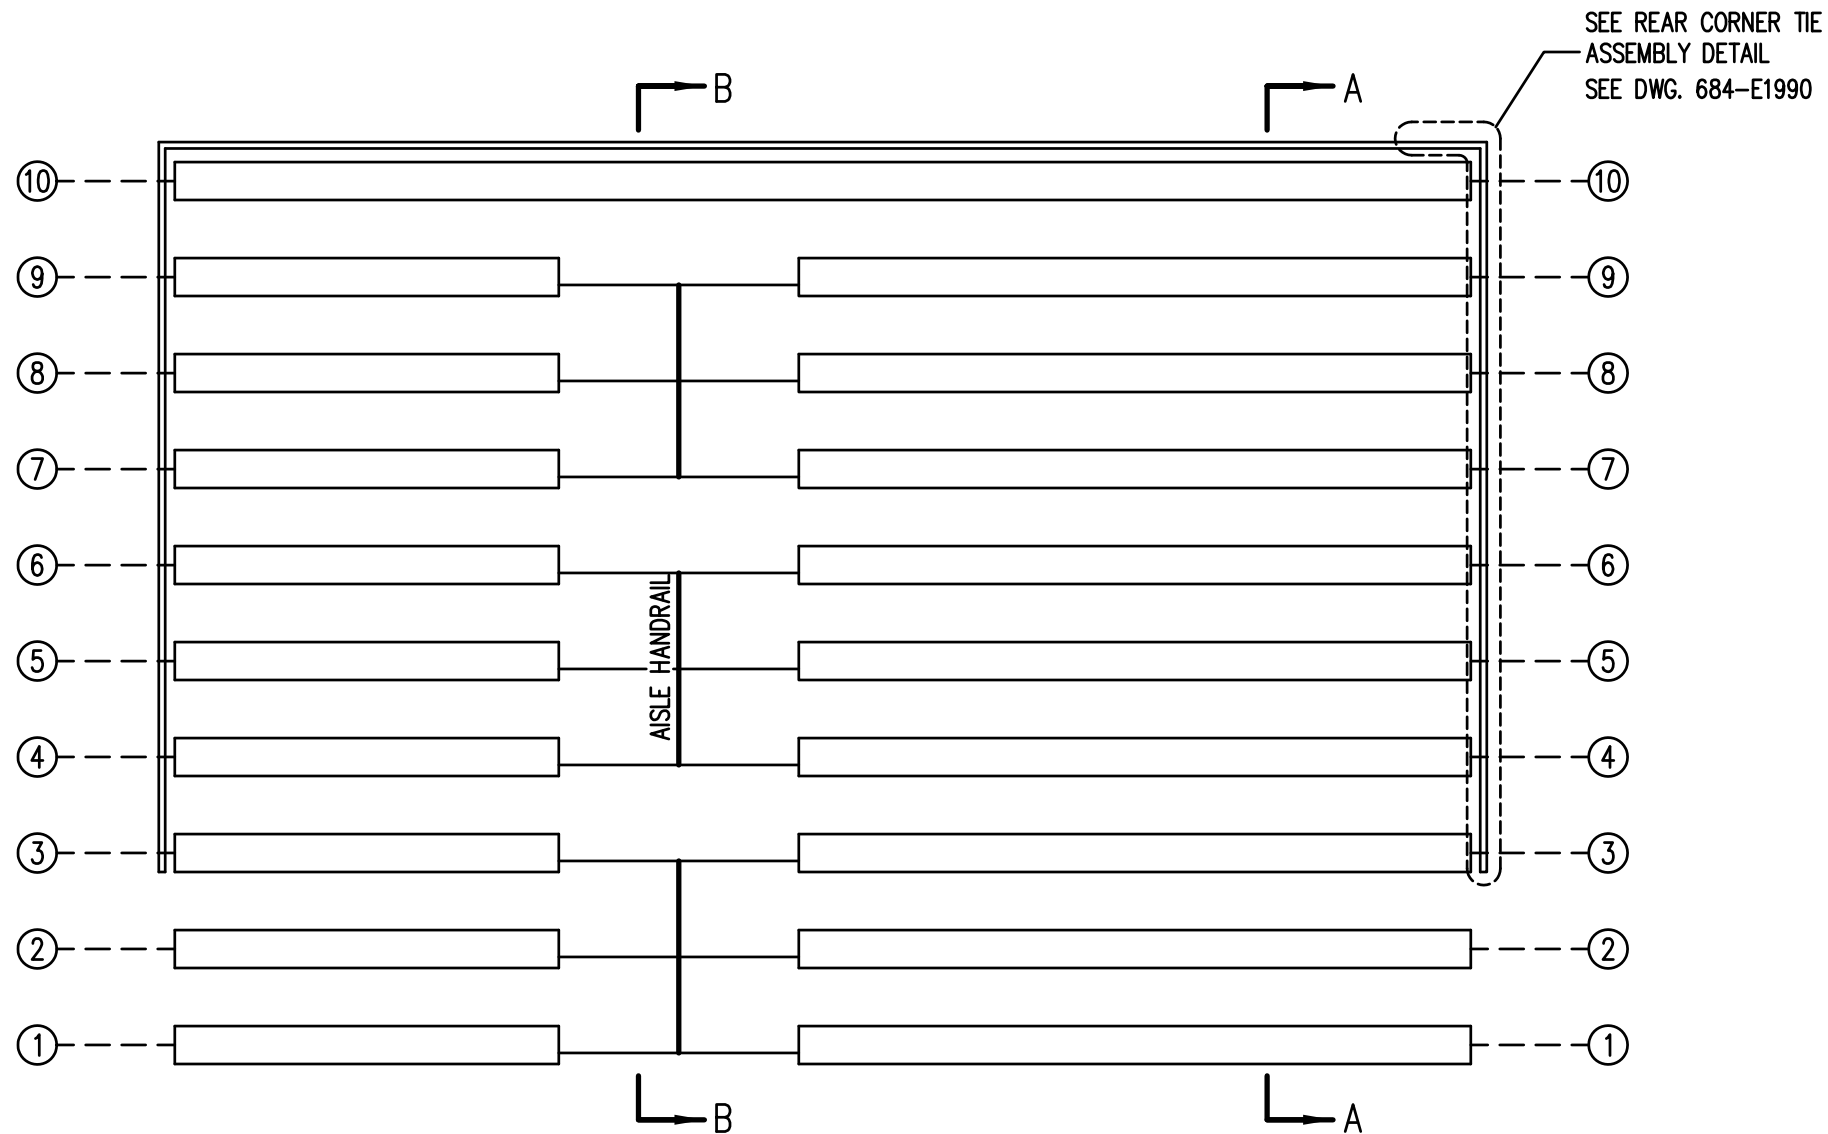 SEE REAR CORNER TIE
ASSEMBLY DETAIL
SEE DWG. 684-E1990
B
A
10
10
9
9
8
8
7
7
6
6
AISLE HANDRAIL
5
5
4
4
3
3
2
2
1
1
B
A